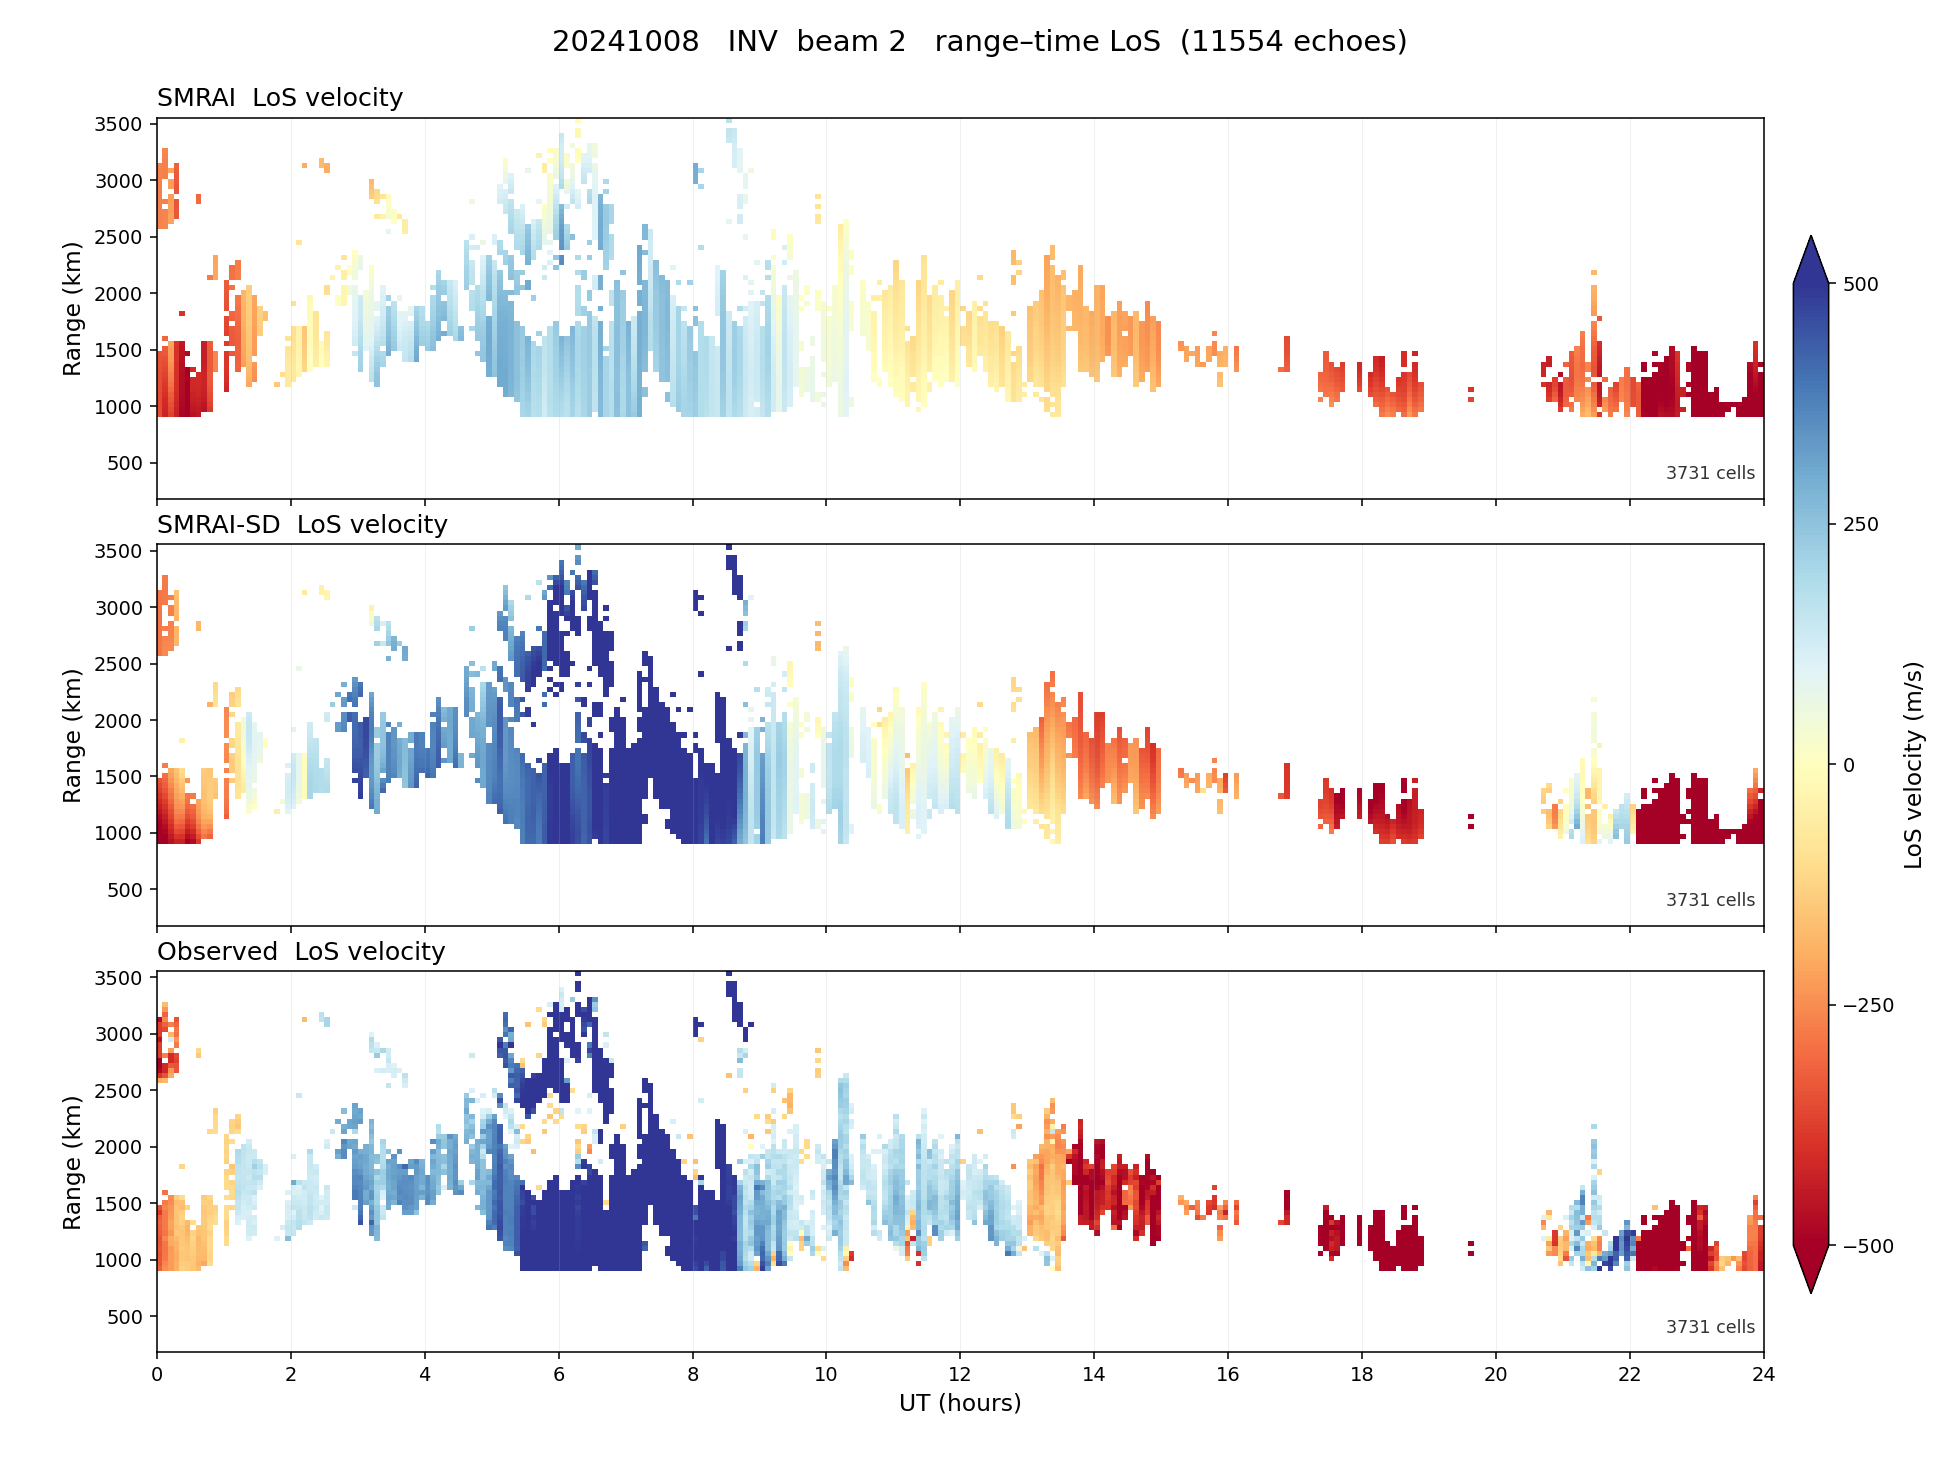 20241008   INV  beam 2   range–time LoS  (11554 echoes)
SMRAI  LoS velocity
3500
3000
2500
2000
1500
1000
500
Range (km)
3731 cells
SMRAI-SD  LoS velocity
3500
3000
2500
2000
1500
1000
500
Range (km)
3731 cells
Observed  LoS velocity
3500
3000
2500
2000
1500
1000
500
Range (km)
3731 cells
0 2 4 6 8 10 12 14 16 18 20 22 24
UT (hours)
500
250
0
−250
−500
LoS velocity (m/s)